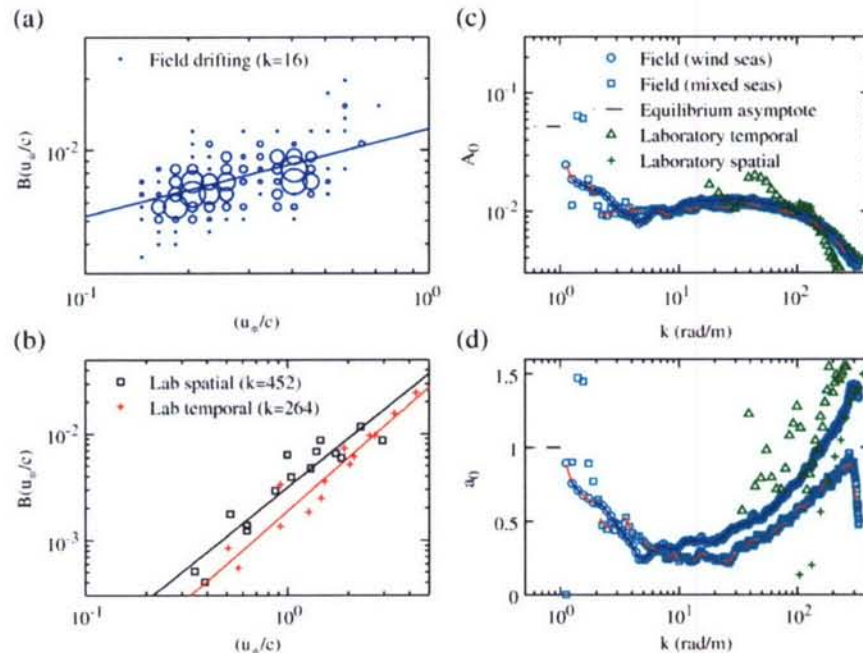 (a)
Field drifting (k=16)
B(u*/c)
10^-2
10^-1
10^0
(u*/c)
(b)
Lab spatial (k=452)
Lab temporal (k=264)
B(u*/c)
10^-2
10^-3
10^-1
10^0
(u*/c)
(c)
Field (wind seas)
Field (mixed seas)
Equilibrium asymptote
Laboratory temporal
Laboratory spatial
A0
10^-1
10^-2
10^0
10^1
10^2
k (rad/m)
(d)
a0
1.5
1
0.5
0
10^0
10^1
10^2
k (rad/m)